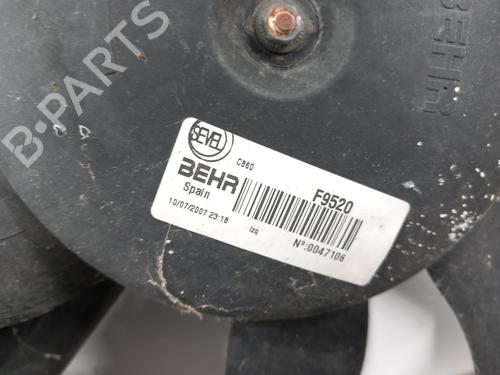 B-PARTS
BEHR
SEVEL
C860
BEHR
Spain
F9520
10/07/2007 23:18
Izq
Nº:0047106